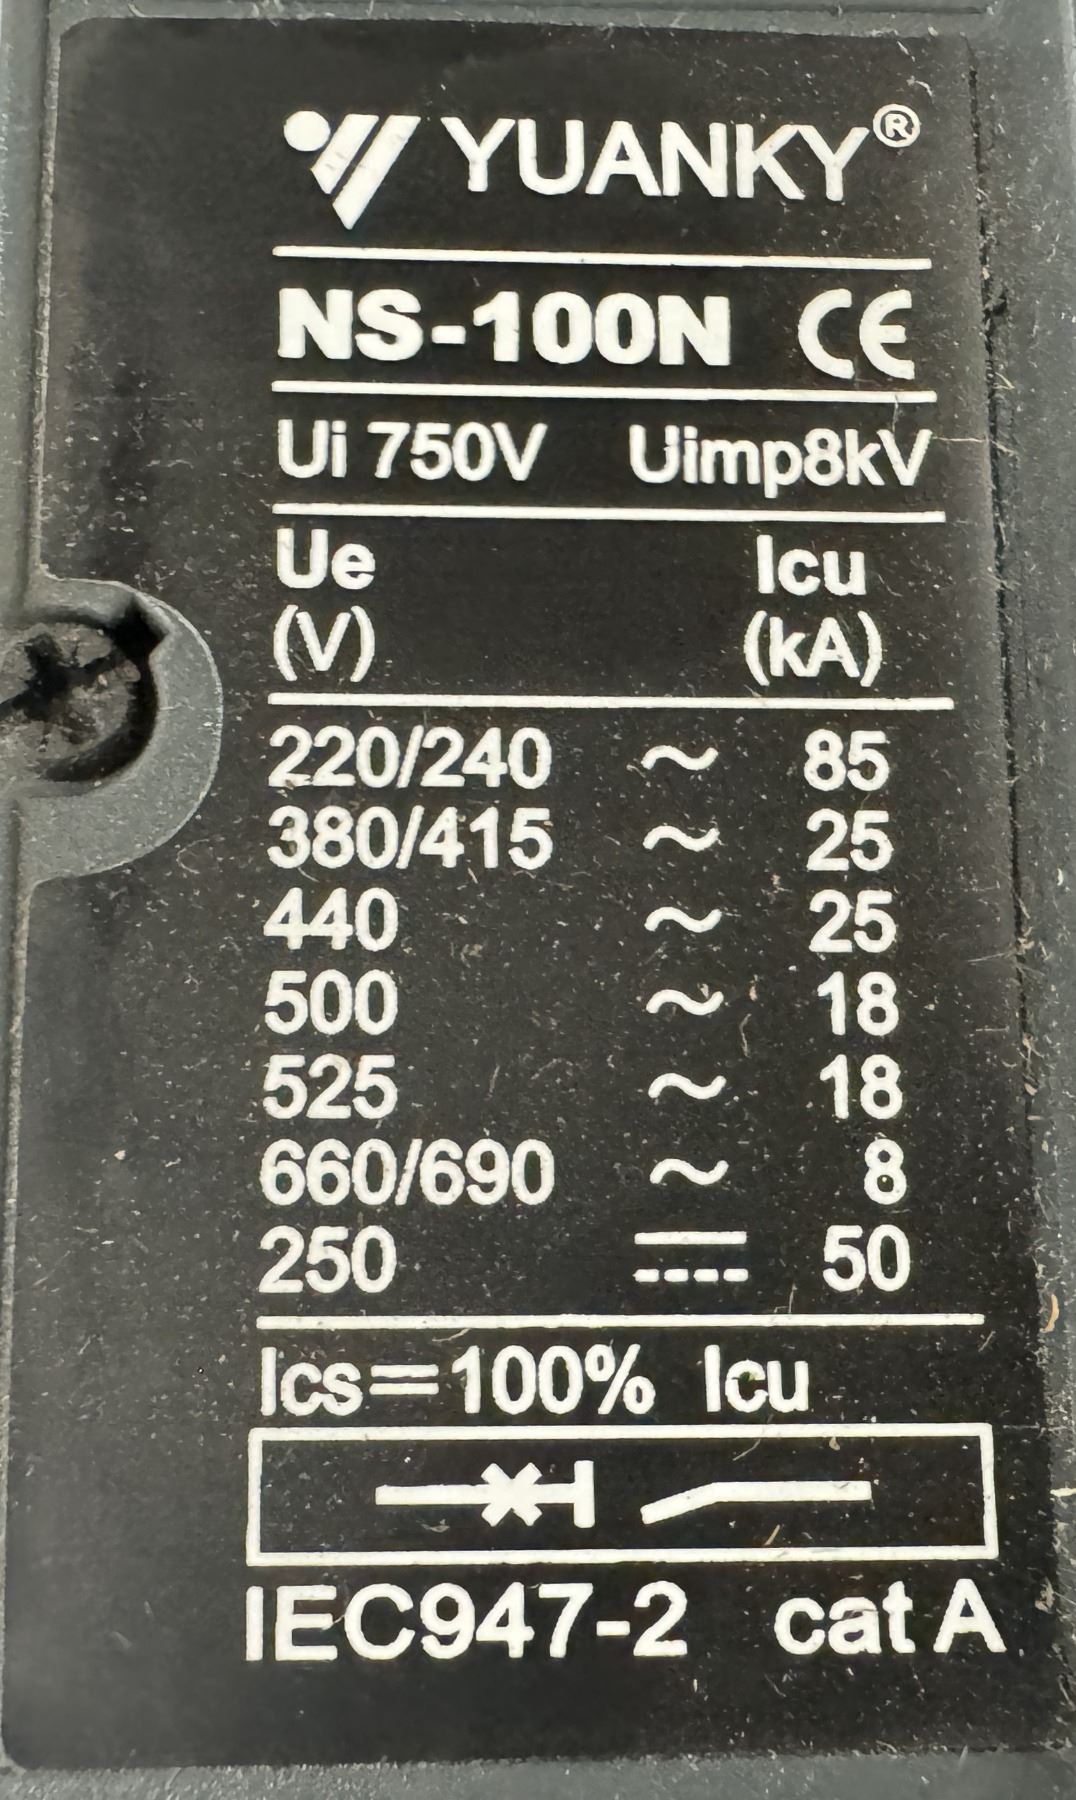 YUANKY®
NS-100N CE
Ui 750V Uimp8kV
Ue Icu
(V) (kA)
220/240 ~ 85
380/415 ~ 25
440 ~ 25
500 ~ 18
525 ~ 18
660/690 ~ 8
250 ⎓ 50
Ics=100% Icu
IEC947-2 cat A